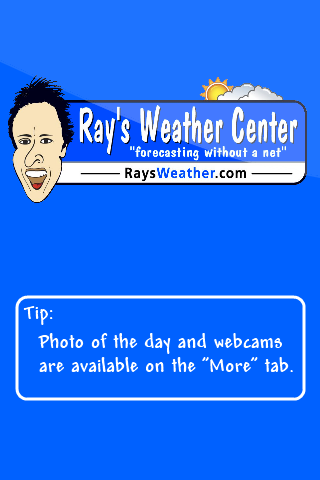 Ray's Weather Center
"forecasting without a net"
RaysWeather.com
Tip:
Photo of the day and webcams
are available on the "More" tab.